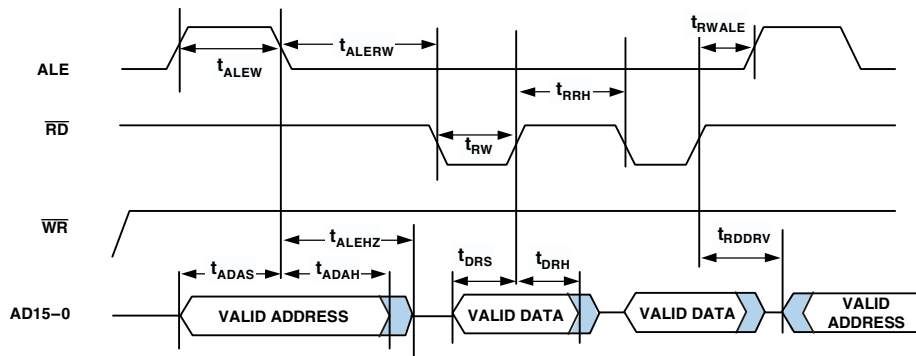 tRWALE
tALERW
tALEW
ALE
tRRH
RD
tRW
WR
tALEHZ
tRDDRV
tDRS
tADAS
tADAH
tDRH
AD15–0
VALID ADDRESS
VALID DATA
VALID DATA
VALID
ADDRESS